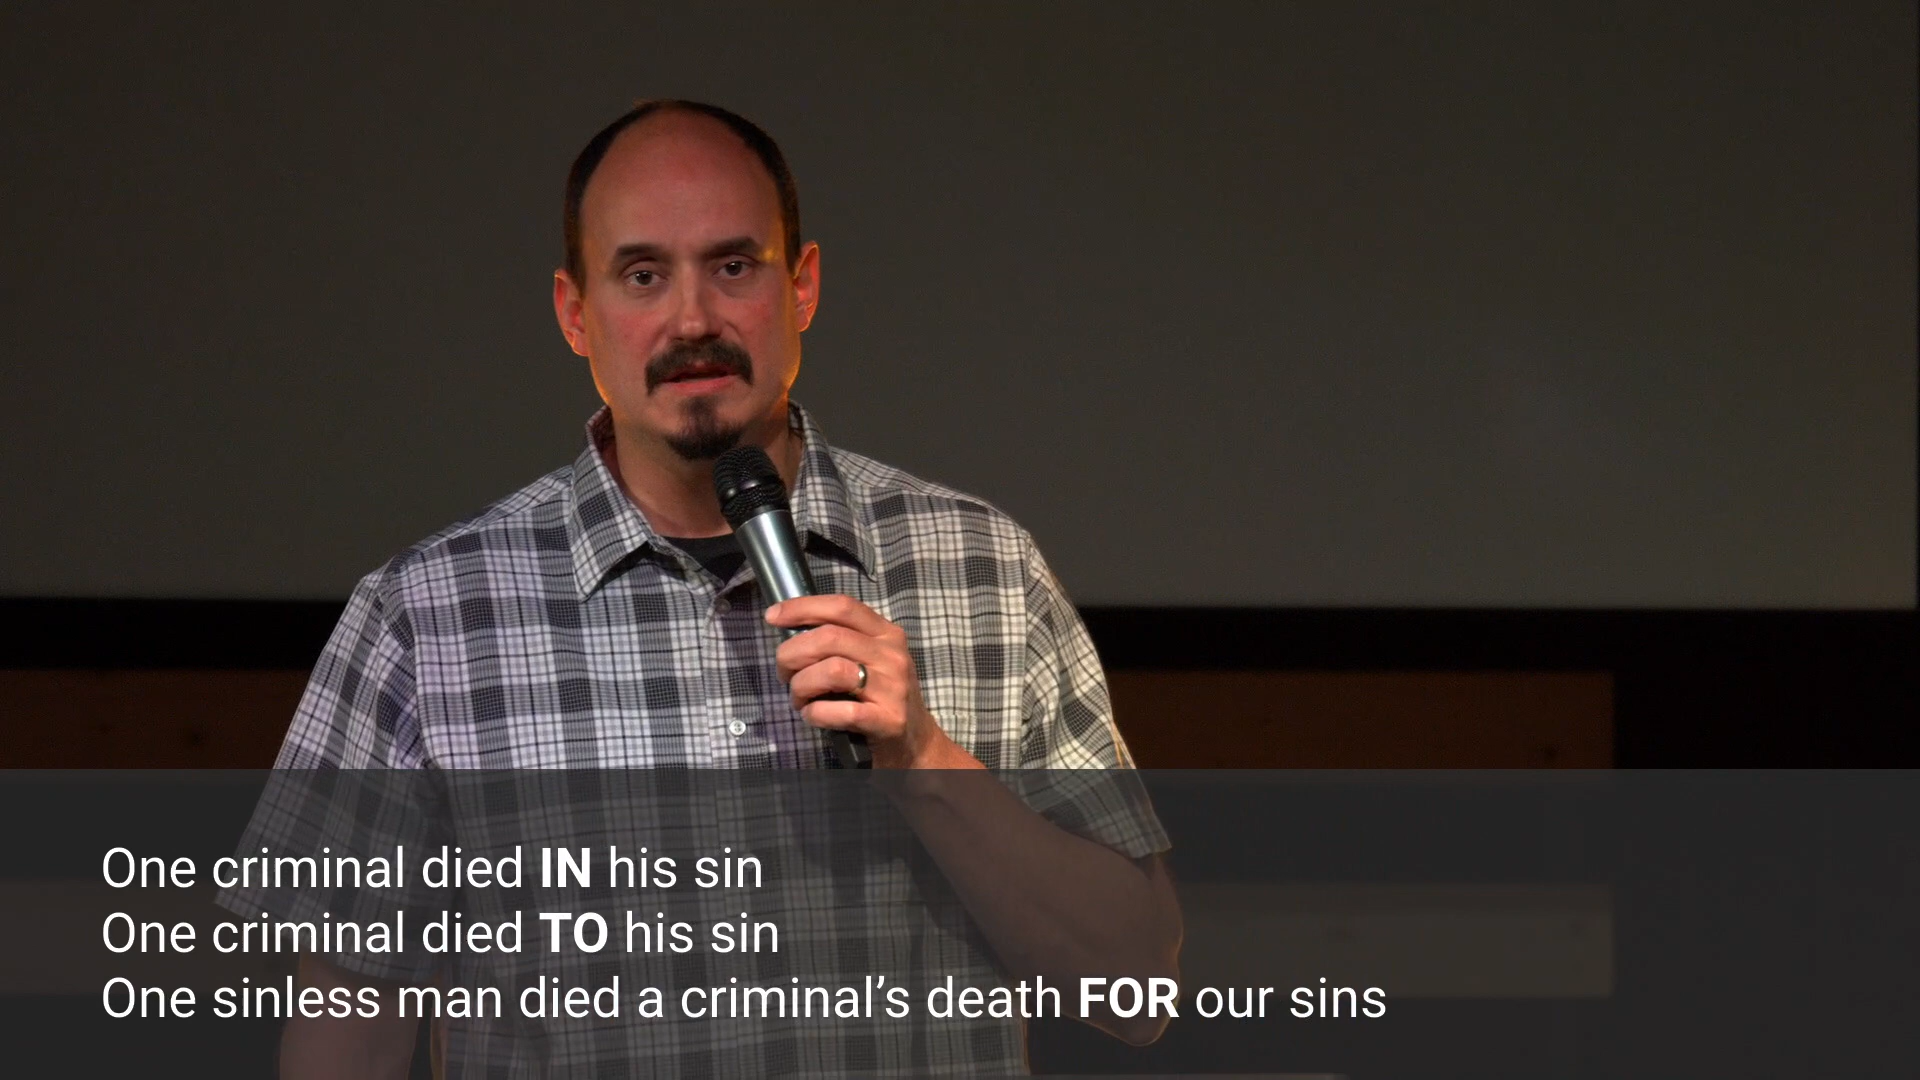 One criminal died IN his sin
One criminal died TO his sin
One sinless man died a criminal’s death FOR our sins